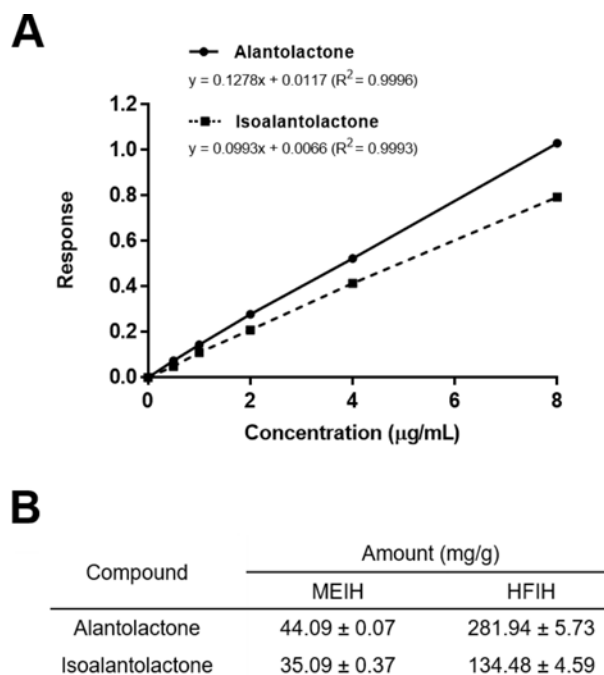 A
Alantolactone
y = 0.1278x + 0.0117 (R² = 0.9996)
Isoalantolactone
y = 0.0993x + 0.0066 (R² = 0.9993)
Response
1.2
1.0
0.8
0.6
0.4
0.2
0.0
0 2 4 6 8
Concentration (μg/mL)
B
Compound
Amount (mg/g)
MEIH HFIH
Alantolactone 44.09 ± 0.07 281.94 ± 5.73
Isoalantolactone 35.09 ± 0.37 134.48 ± 4.59